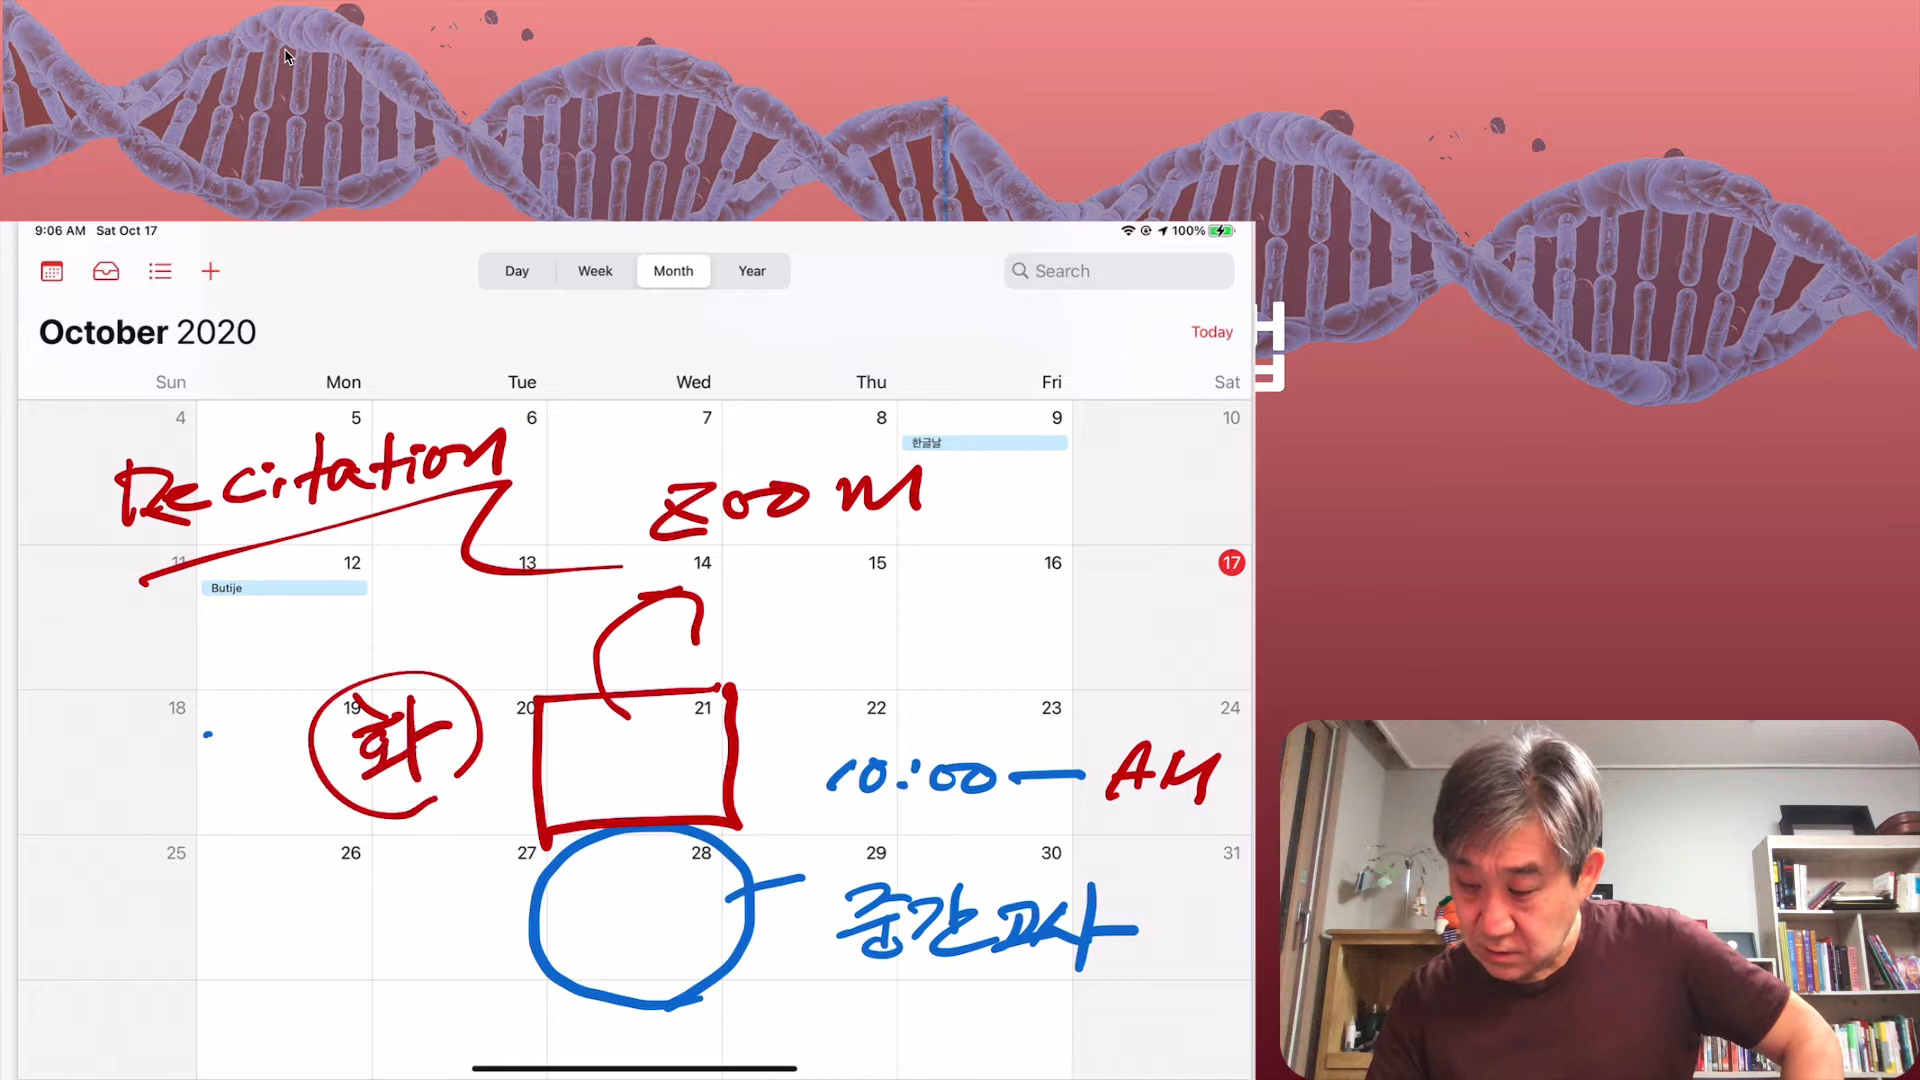 9:06 AM Sat Oct 17
100%
Day Week Month Year
Search
October 2020
Today
Sun Mon Tue Wed Thu Fri Sat
4 5 6 7 8 9 10
한글날
Recitation
ZOOM
11 12 13 14 15 16 17
Butije
18 19 20 21 22 23 24
화
10:00 — AM
25 26 27 28 29 30 31
중간고사